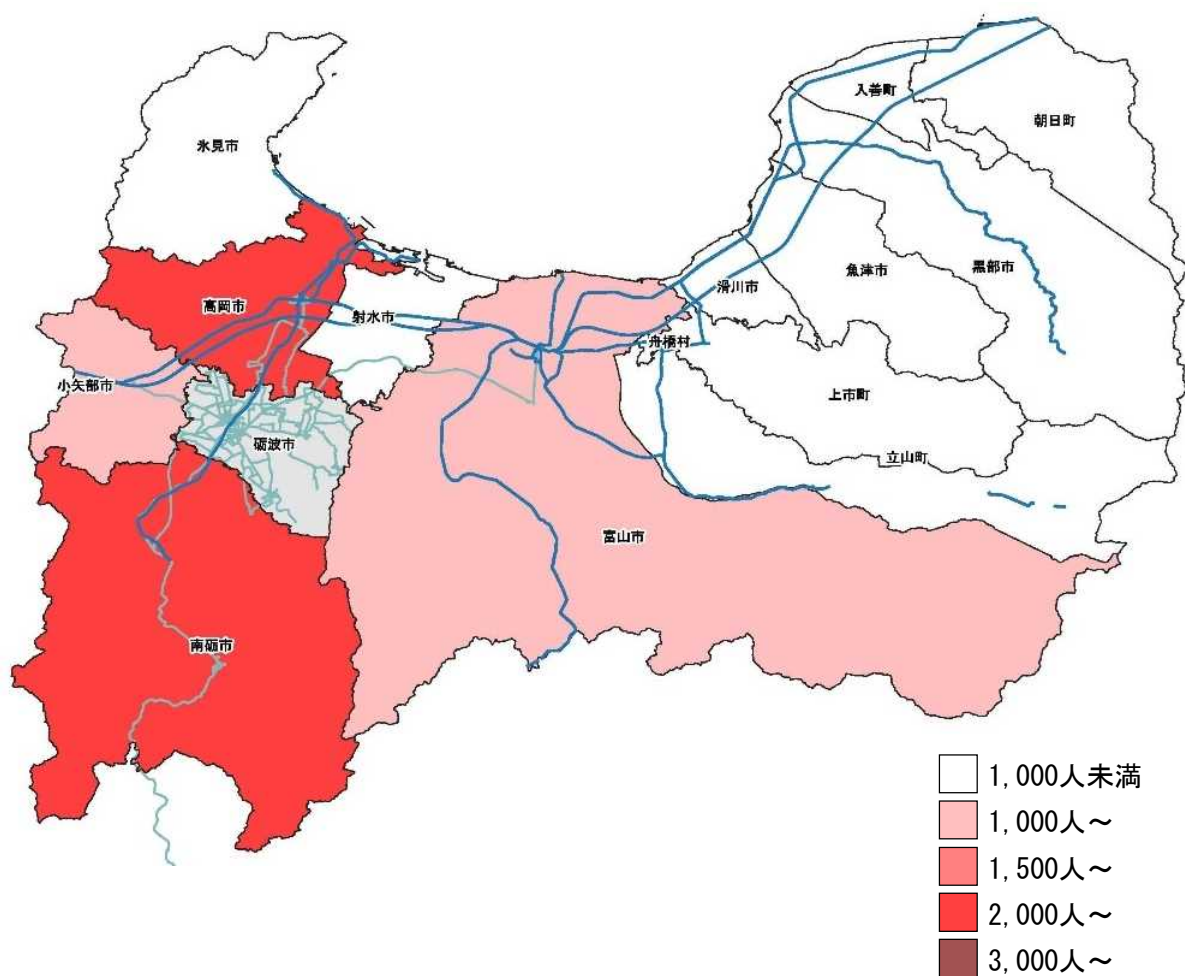 入善町
朝日町
氷見市
魚津市
黒部市
滑川市
高岡市
射水市
舟橋村
小矢部市
上市町
砺波市
立山町
富山市
南砺市
1,000人未満
1,000人～
1,500人～
2,000人～
3,000人～